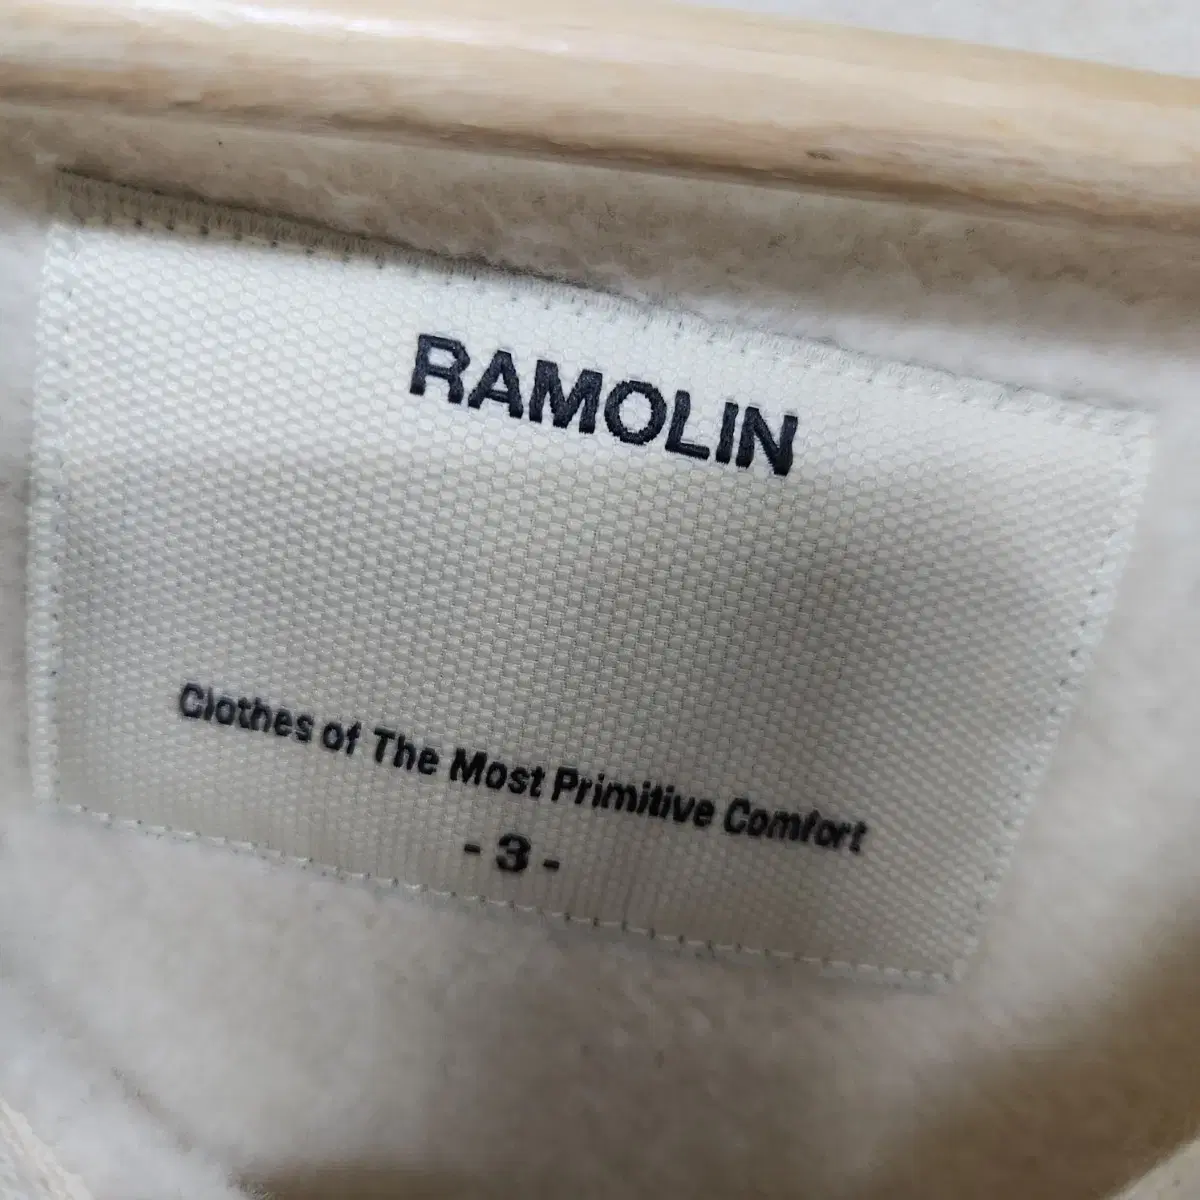 RAMOLIN
Clothes of The Most Primitive Comfort
- 3 -